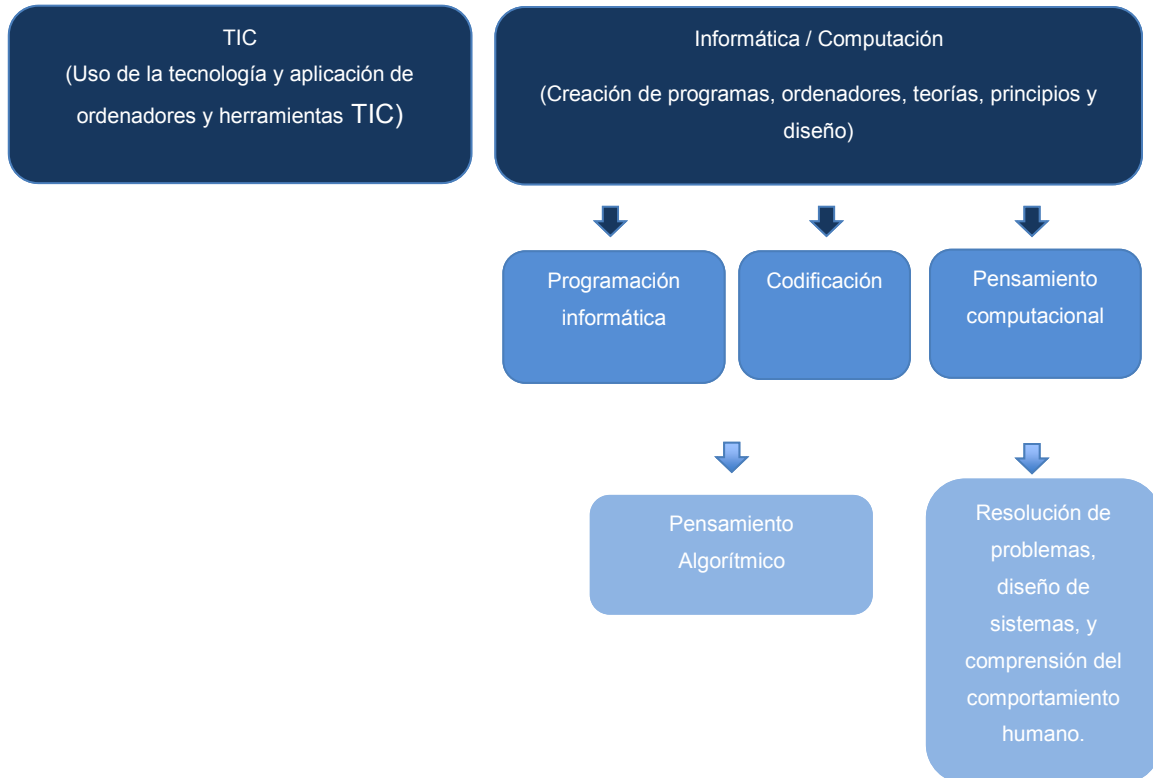 TIC
(Uso de la tecnología y aplicación de
ordenadores y herramientas TIC)
Informática / Computación
(Creación de programas, ordenadores, teorías, principios y
diseño)
Programación
informática
Codificación
Pensamiento
computacional
Pensamiento
Algorítmico
Resolución de
problemas,
diseño de
sistemas, y
comprensión del
comportamiento
humano.